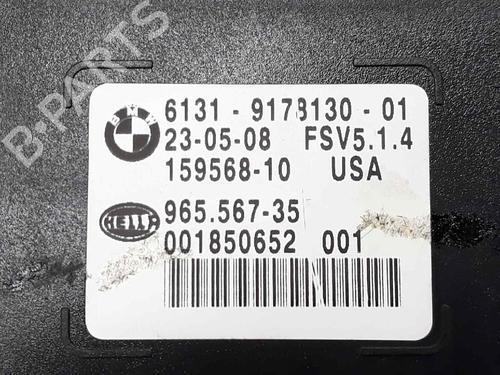 B-PARTS
BMW
6131 - 9178130 - 01
23-05-08 FSV5.1.4
159568-10 USA
HELLA
965.567-35
001850652 001